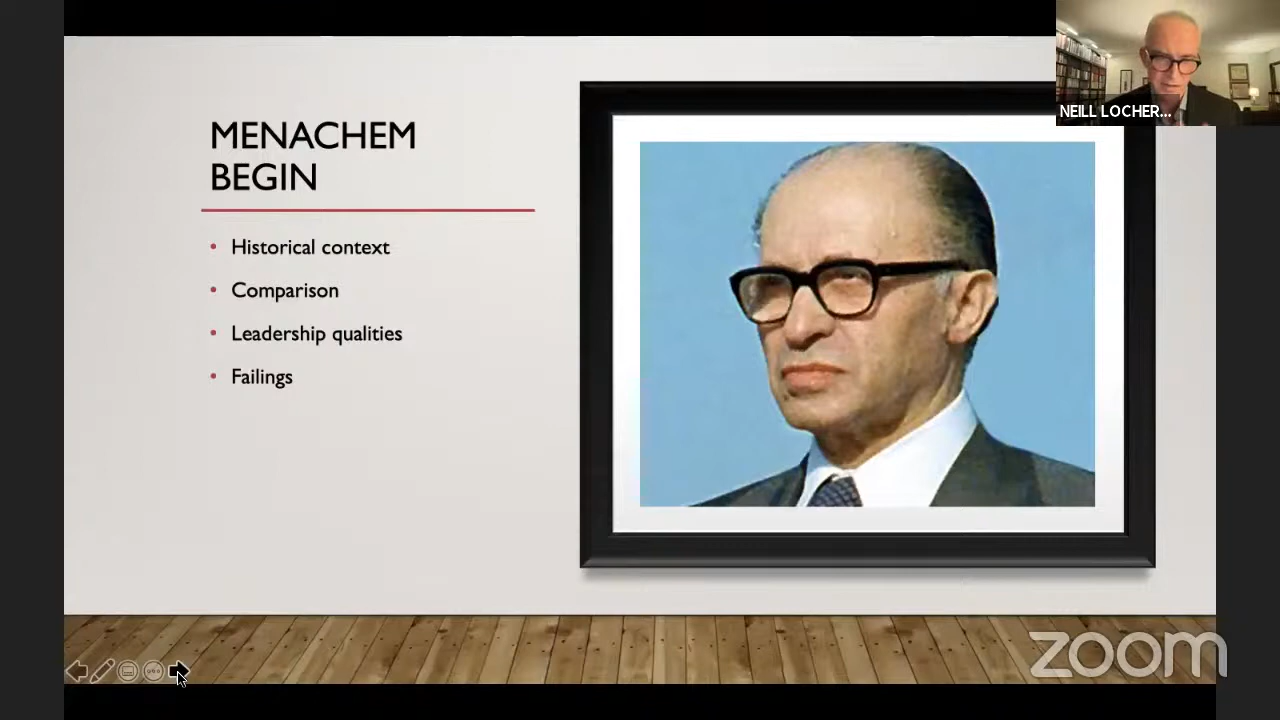 MENACHEM
BEGIN
• Historical context
• Comparison
• Leadership qualities
• Failings
NEILL LOCHER...
zoom